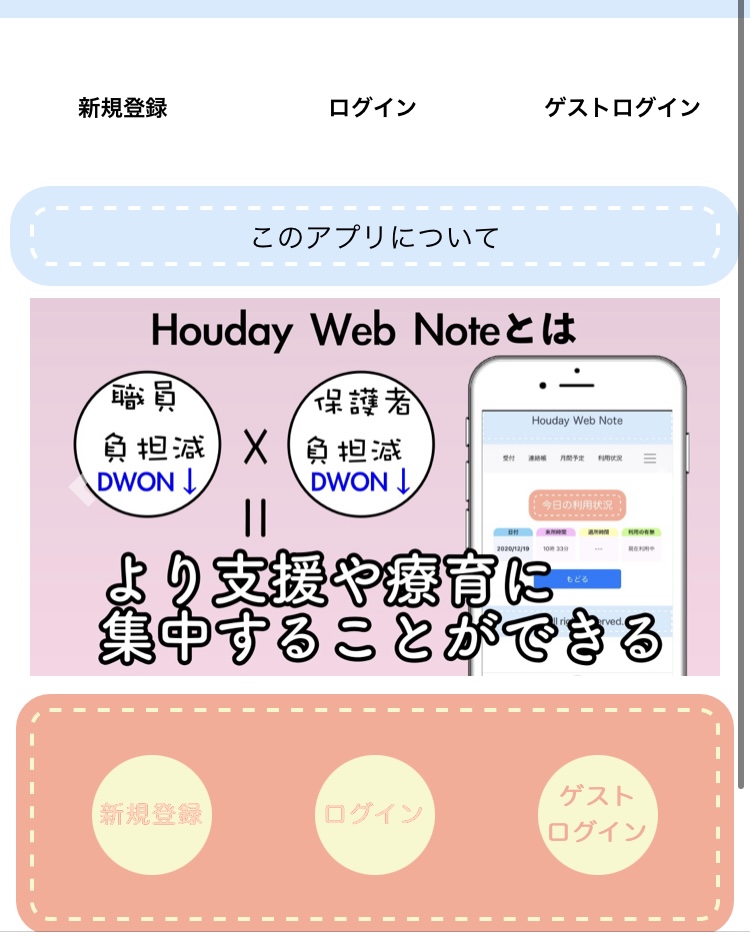 新規登録 ログイン ゲストログイン
このアプリについて
Houday Web Noteとは
職員
負担減
DWON↓
×
保護者
負担減
DWON↓
=
より支援や療育に
集中することができる
Houday Web Note
受付 連絡帳 月間予定 利用状況
今日の利用状況
日付 来所時間 退所時間 利用の有無
2020/12/19 10時 33分 ---- 現在利用中
もどる
ll rig
erved.
新規登録
ログイン
ゲスト
ログイン